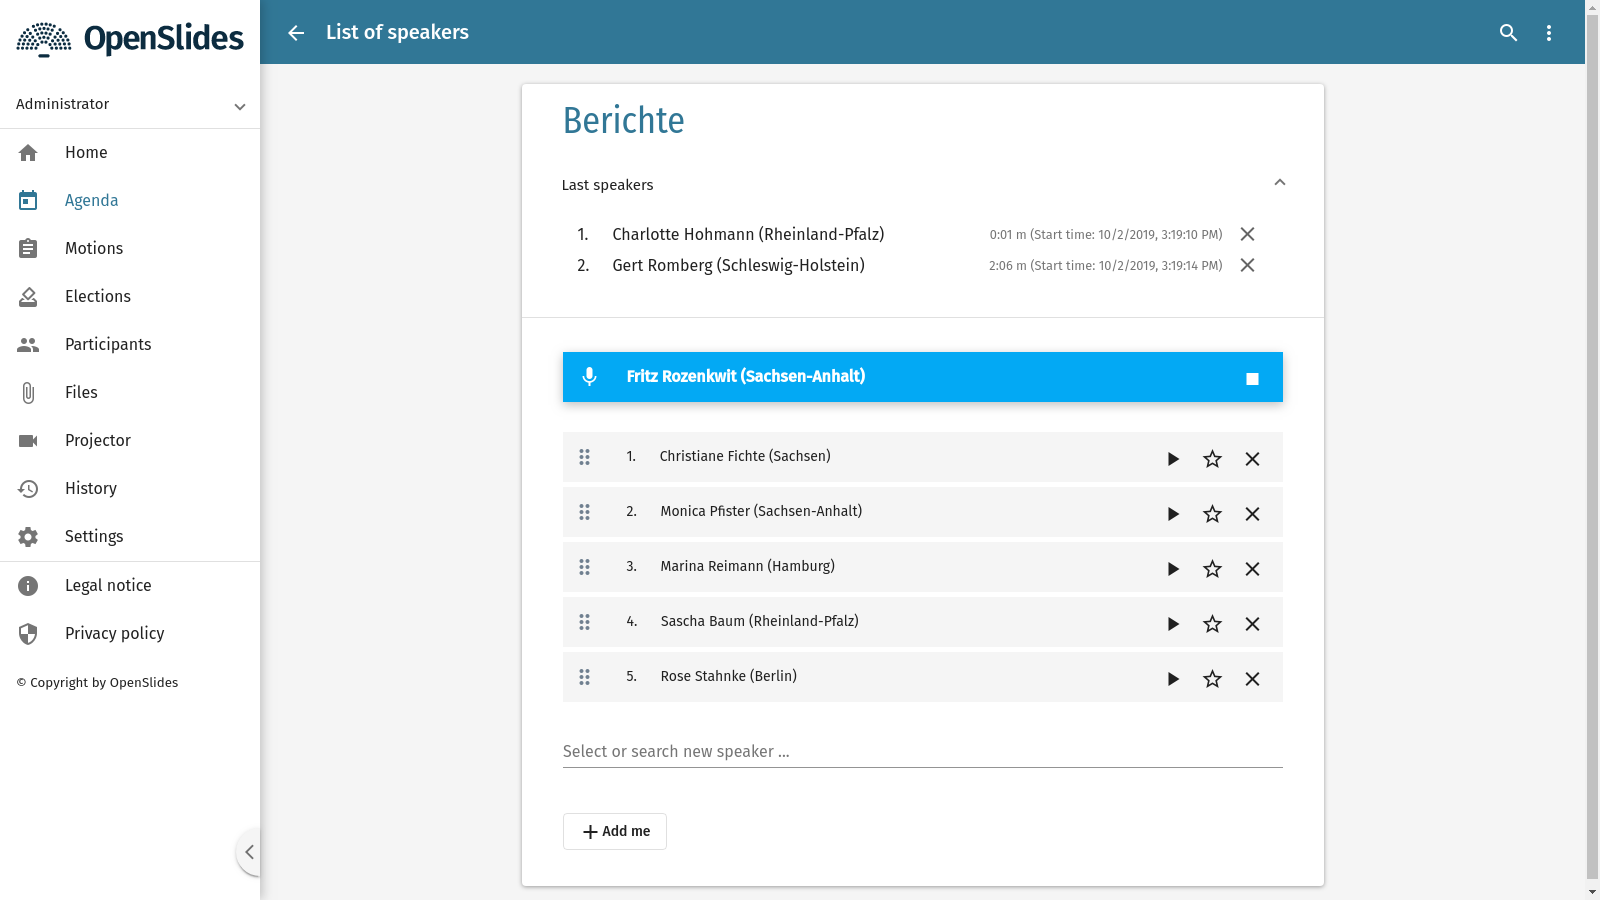 OpenSlides
List of speakers
Administrator
Home
Agenda
Motions
Elections
Participants
Files
Projector
History
Settings
Legal notice
Privacy policy
© Copyright by OpenSlides
Berichte
Last speakers
1. Charlotte Hohmann (Rheinland-Pfalz) 0:01 m (Start time: 10/2/2019, 3:19:10 PM)
2. Gert Romberg (Schleswig-Holstein) 2:06 m (Start time: 10/2/2019, 3:19:14 PM)
Fritz Rozenkwit (Sachsen-Anhalt)
1. Christiane Fichte (Sachsen)
2. Monica Pfister (Sachsen-Anhalt)
3. Marina Reimann (Hamburg)
4. Sascha Baum (Rheinland-Pfalz)
5. Rose Stahnke (Berlin)
Select or search new speaker ...
Add me